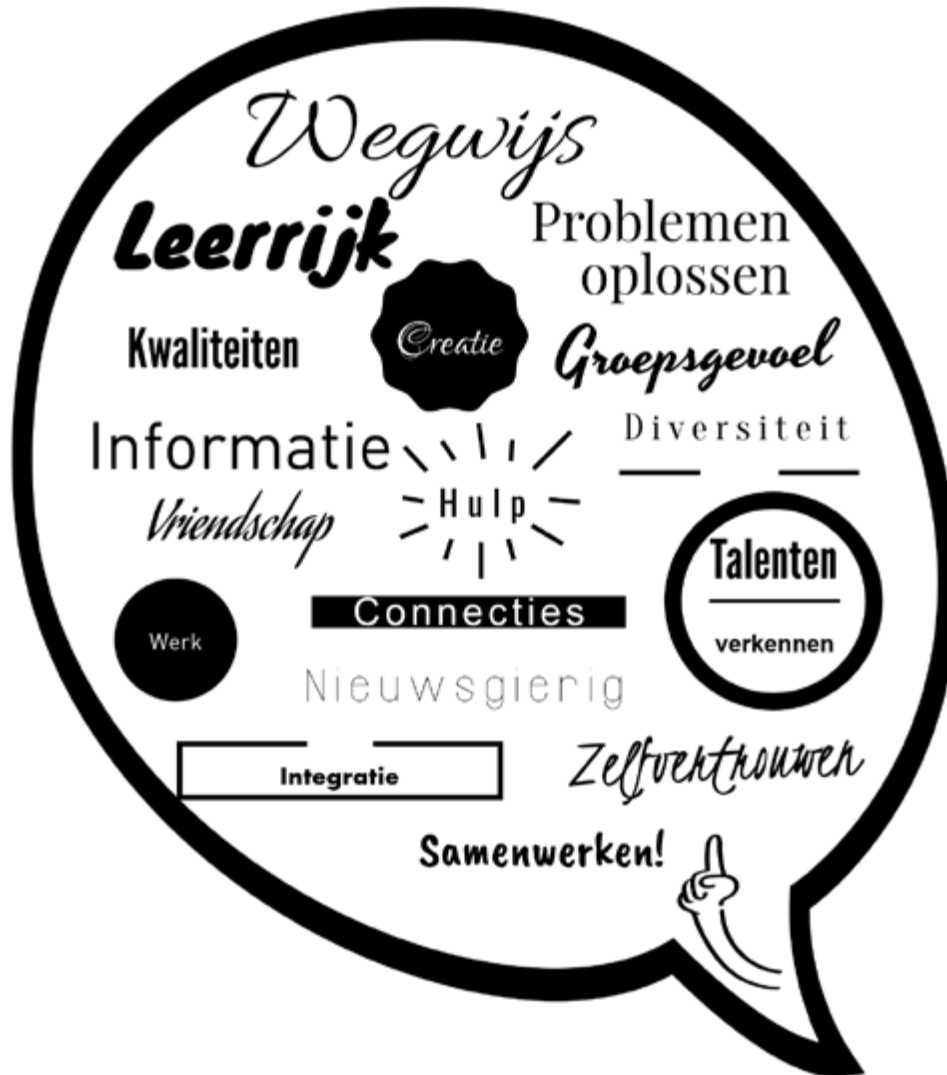 Wegwijs
Leerrijk
Problemen
oplossen
Creatie
Kwaliteiten
Groepsgevoel
Informatie
Diversiteit
Hulp
Vriendschap
Talenten
verkennen
Connecties
Werk
Nieuwsgierig
Integratie
Zelfvertrouwen
Samenwerken!